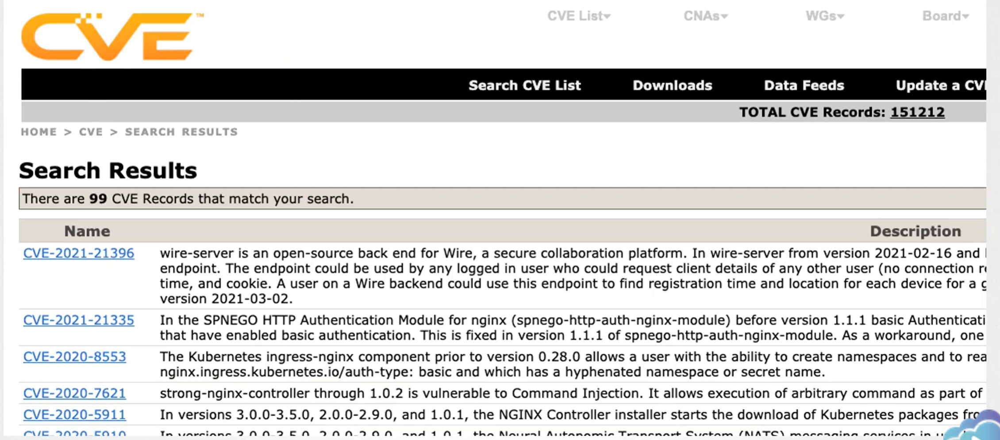 CVE™
CVE List CNAs WGs Board
Search CVE List Downloads Data Feeds Update a
TOTAL CVE Records: 151212
HOME > CVE > SEARCH RESULTS
Search Results
There are 99 CVE Records that match your search.
Name Description
CVE-2021-21396 wire-server is an open-source back end for Wire, a secure collaboration platform. In wire-server from version 2021-02-16 and
endpoint. The endpoint could be used by any logged in user who could request client details of any other user (no connection
time, and cookie. A user on a Wire backend could use this endpoint to find registration time and location for each device for a
version 2021-03-02.
CVE-2021-21335 In the SPNEGO HTTP Authentication Module for nginx (spnego-http-auth-nginx-module) before version 1.1.1 basic Authenticati
that have enabled basic authentication. This is fixed in version 1.1.1 of spnego-http-auth-nginx-module. As a workaround, one
CVE-2020-8553 The Kubernetes ingress-nginx component prior to version 0.28.0 allows a user with the ability to create namespaces and to rea
nginx.ingress.kubernetes.io/auth-type: basic and which has a hyphenated namespace or secret name.
CVE-2020-7621 strong-nginx-controller through 1.0.2 is vulnerable to Command Injection. It allows execution of arbitrary command as part of
CVE-2020-5911 In versions 3.0.0-3.5.0, 2.0.0-2.9.0, and 1.0.1, the NGINX Controller installer starts the download of Kubernetes packages
CVE-2020-5910 In versions 3.0.0-3.5.0, 2.0.0-2.9.0, and 1.0.1, the Neural Autonomic Transport System (NATS) messaging services in